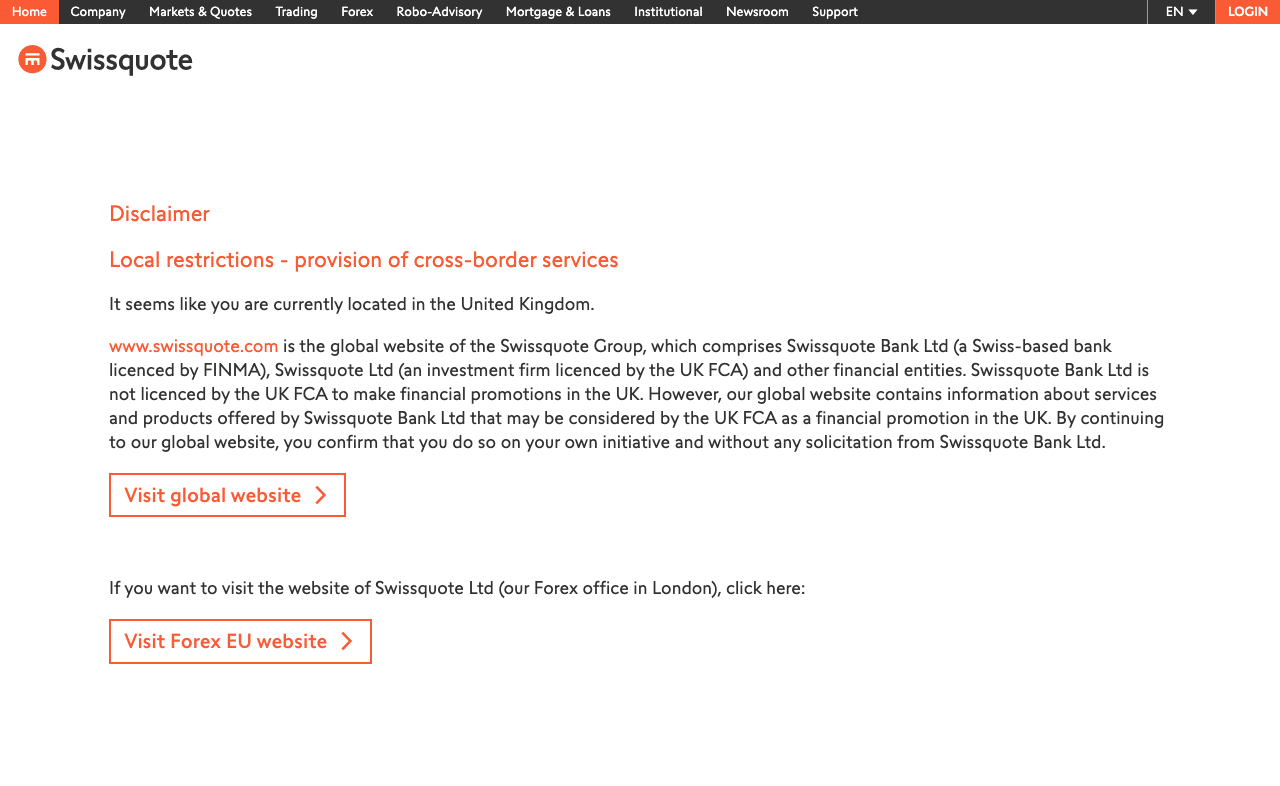 Home Company Markets & Quotes Trading Forex Robo-Advisory Mortgage & Loans Institutional Newsroom Support EN LOGIN
Swissquote
Disclaimer
Local restrictions - provision of cross-border services
It seems like you are currently located in the United Kingdom.
www.swissquote.com is the global website of the Swissquote Group, which comprises Swissquote Bank Ltd (a Swiss-based bank
licenced by FINMA), Swissquote Ltd (an investment firm licenced by the UK FCA) and other financial entities. Swissquote Bank Ltd is
not licenced by the UK FCA to make financial promotions in the UK. However, our global website contains information about services
and products offered by Swissquote Bank Ltd that may be considered by the UK FCA as a financial promotion in the UK. By continuing
to our global website, you confirm that you do so on your own initiative and without any solicitation from Swissquote Bank Ltd.
Visit global website
If you want to visit the website of Swissquote Ltd (our Forex office in London), click here:
Visit Forex EU website